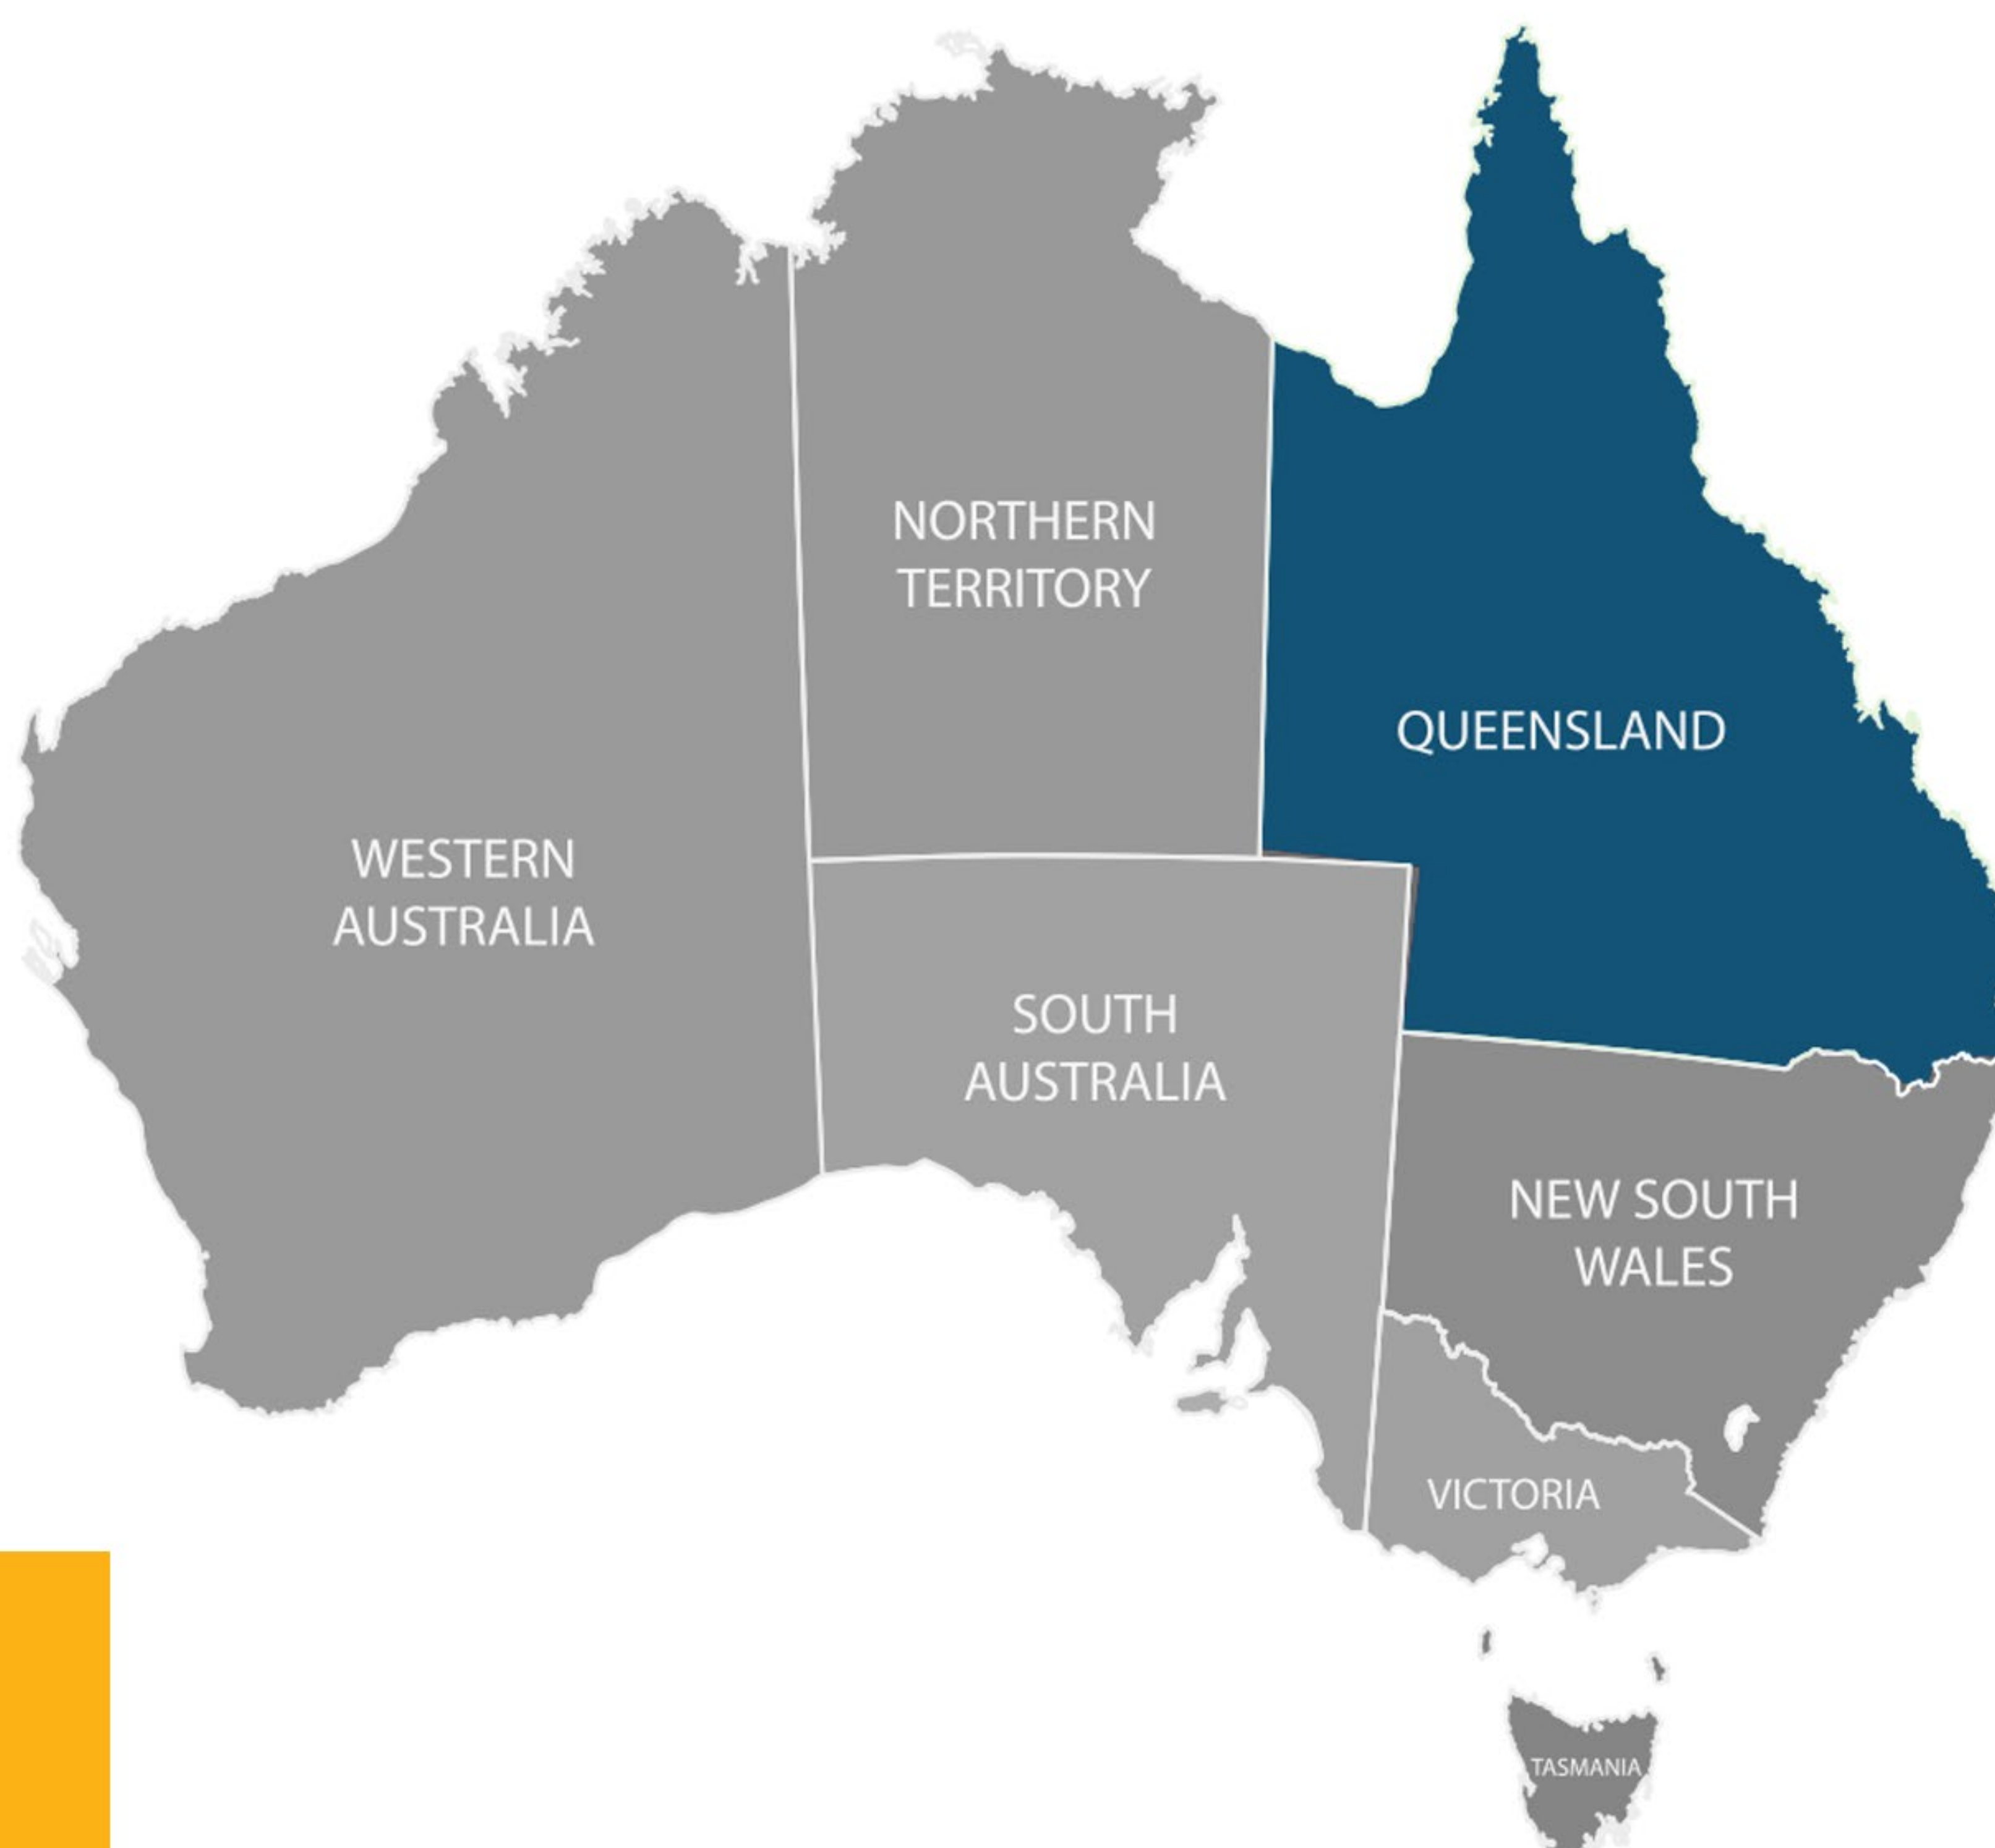 NORTHERN
TERRITORY
QUEENSLAND
WESTERN
AUSTRALIA
SOUTH
AUSTRALIA
NEW SOUTH
WALES
VICTORIA
TASMANIA